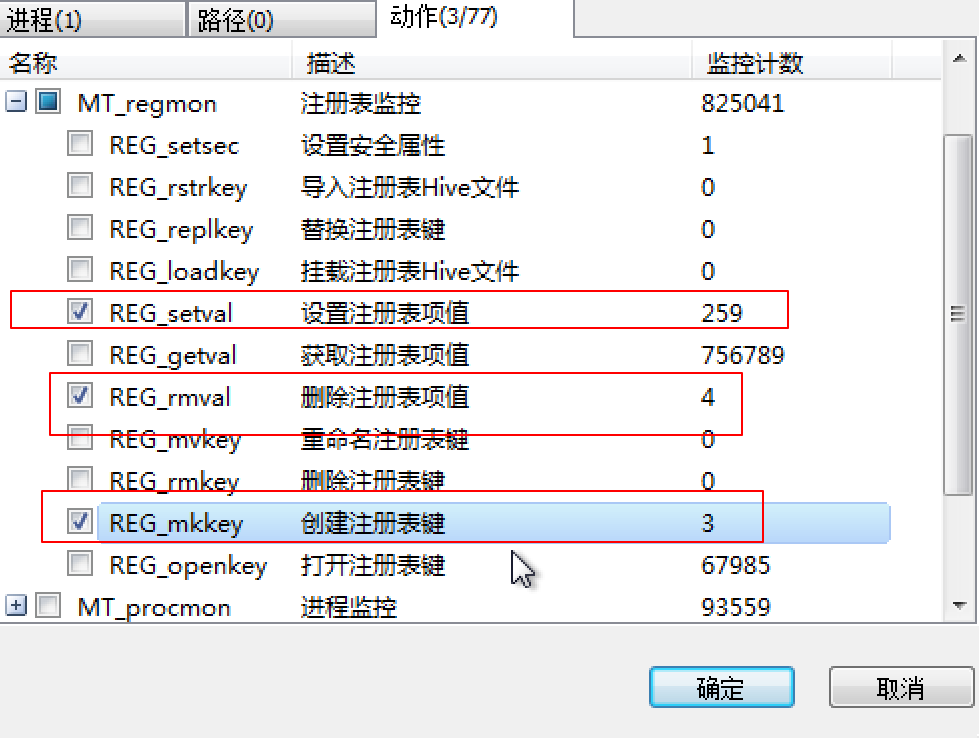 进程(1) 路径(0) 动作(3/77)
名称 描述 监控计数
MT_regmon 注册表监控 825041
REG_setsec 设置安全属性 1
REG_rstrkey 导入注册表Hive文件 0
REG_replkey 替换注册表键 0
REG_loadkey 挂载注册表Hive文件 0
REG_setval 设置注册表项值 259
REG_getval 获取注册表项值 756789
REG_rmval 删除注册表项值 4
REG_mvkey 重命名注册表键 0
REG_rmkey 删除注册表键 0
REG_mkkey 创建注册表键 3
REG_openkey 打开注册表键 67985
MT_procmon 进程监控 93559
确定 取消